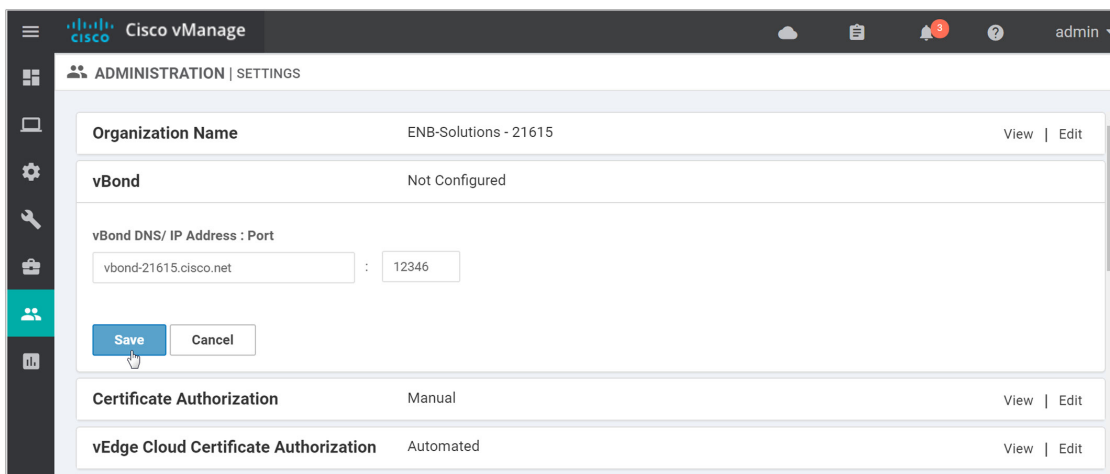 cisco Cisco vManage 3 admin
ADMINISTRATION | SETTINGS
Organization Name ENB-Solutions - 21615 View | Edit
vBond Not Configured
vBond DNS/ IP Address : Port
vbond-21615.cisco.net : 12346
Save Cancel
Certificate Authorization Manual View | Edit
vEdge Cloud Certificate Authorization Automated View | Edit